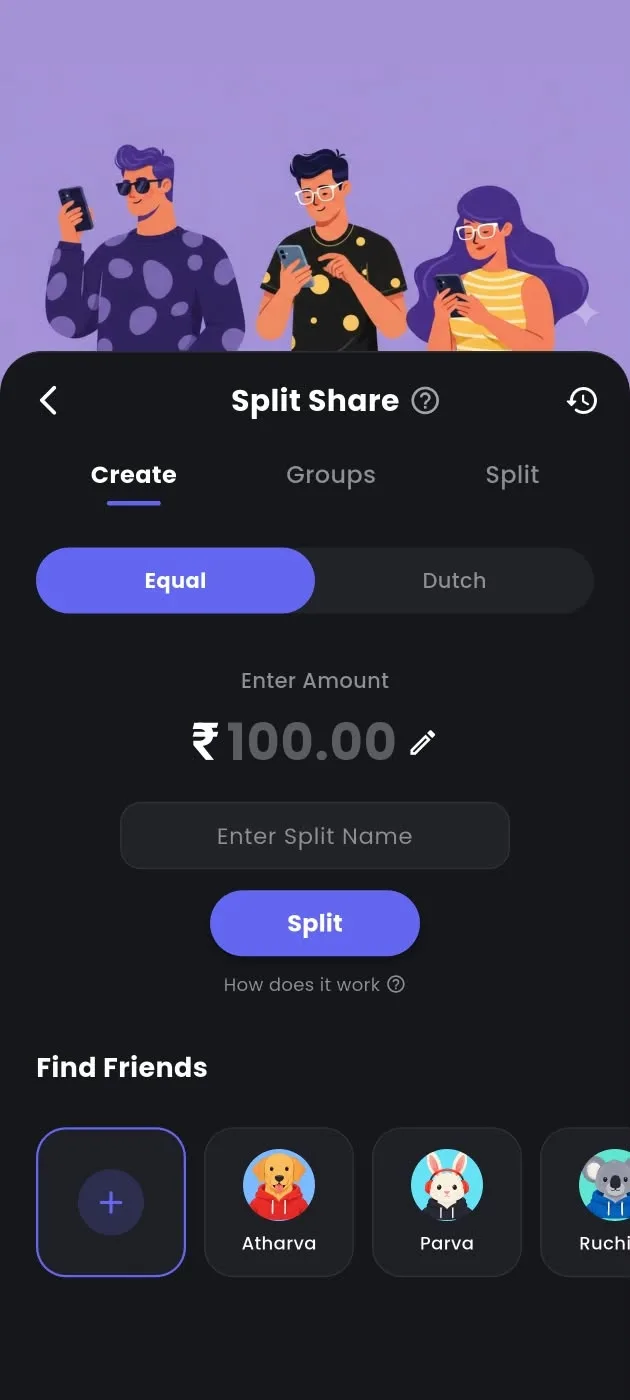 Split Share
Create Groups Split
Equal Dutch
Enter Amount
₹100.00
Enter Split Name
Split
How does it work
Find Friends
+
Atharva Parva Ruchi